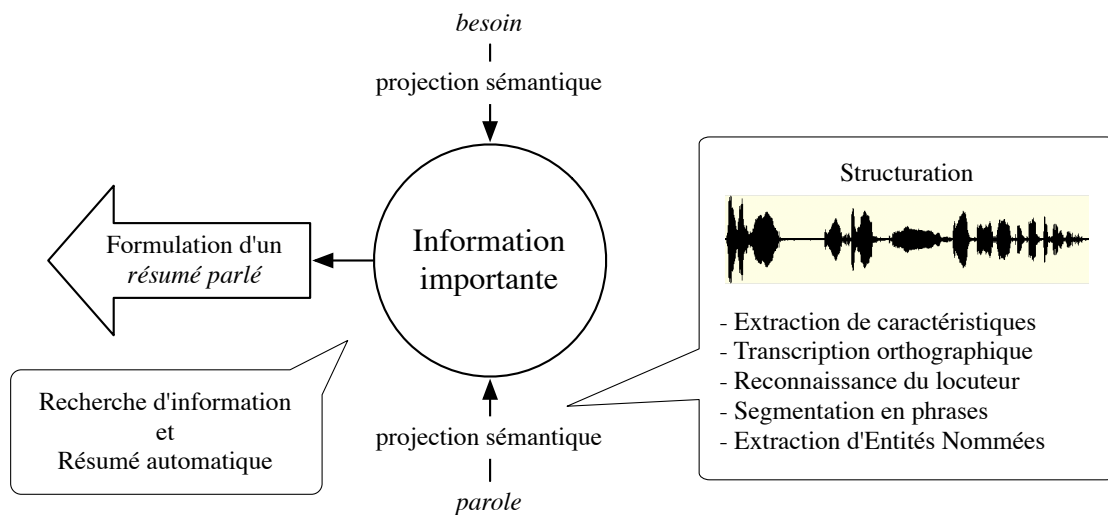 besoin
projection sémantique
Structuration
Information
importante
Formulation d'un
résumé parlé
- Extraction de caractéristiques
- Transcription orthographique
- Reconnaissance du locuteur
- Segmentation en phrases
- Extraction d'Entités Nommées
Recherche d'information
et
Résumé automatique
projection sémantique
parole